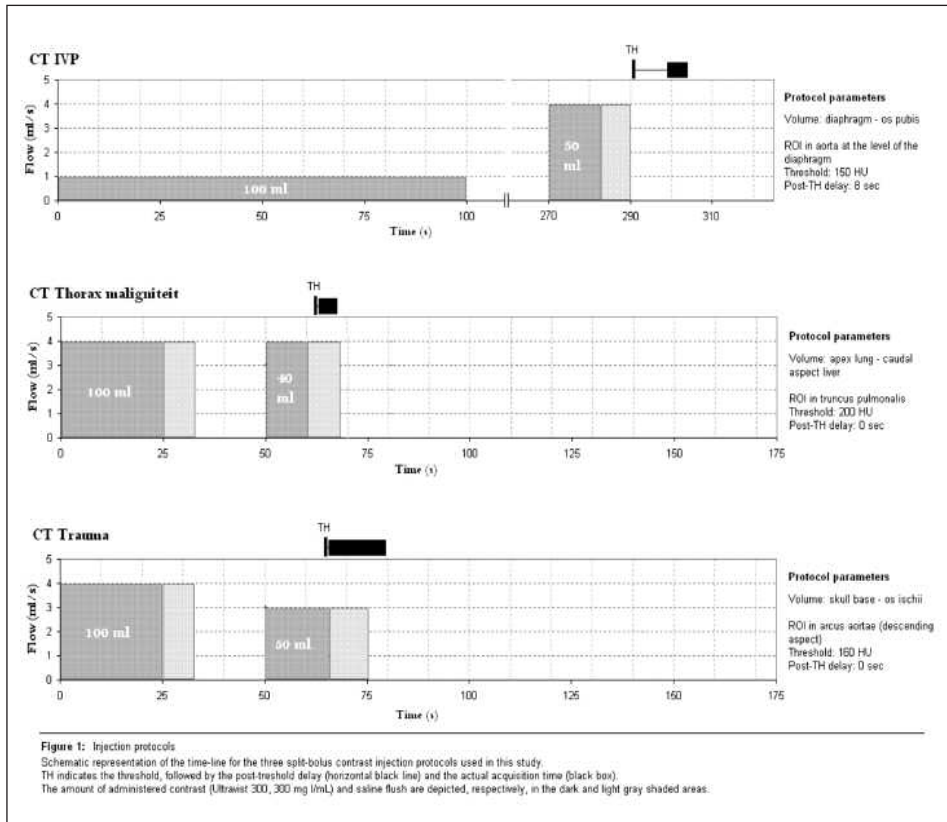 CT IVP
TH
5
4
3
2
1
0
Flow (ml/s)
100 ml
50
ml
0 25 50 75 100 270 290 310
Time (s)
Protocol parameters
Volume: diaphragm - os pubis
ROI in aorta at the level of the
diaphragm
Threshold: 150 HU
Post-TH delay: 8 sec
CT Thorax maligniteit
TH
5
4
3
2
1
0
Flow (ml/s)
100 ml
40
ml
0 25 50 75 100 125 150 175
Time (s)
Protocol parameters
Volume: apex lung - caudal
aspect liver
ROI in truncus pulmonalis
Threshold: 200 HU
Post-TH delay: 0 sec
CT Trauma
TH
5
4
3
2
1
0
Flow (ml/s)
100 ml
50 ml
0 25 50 75 100 125 150 175
Time (s)
Protocol parameters
Volume: skull base - os ischii
ROI in arcus aortae (descending
aspect)
Threshold: 160 HU
Post-TH delay: 0 sec
Figure 1: Injection protocols
Schematic representation of the time-line for the three split-bolus contrast injection protocols used in this study.
TH indicates the threshold, followed by the post-treshold delay (horizontal black line) and the actual acquisition time (black box).
The amount of administered contrast (Ultravist 300, 300 mg I/mL) and saline flush are depicted, respectively, in the dark and light gray shaded areas.